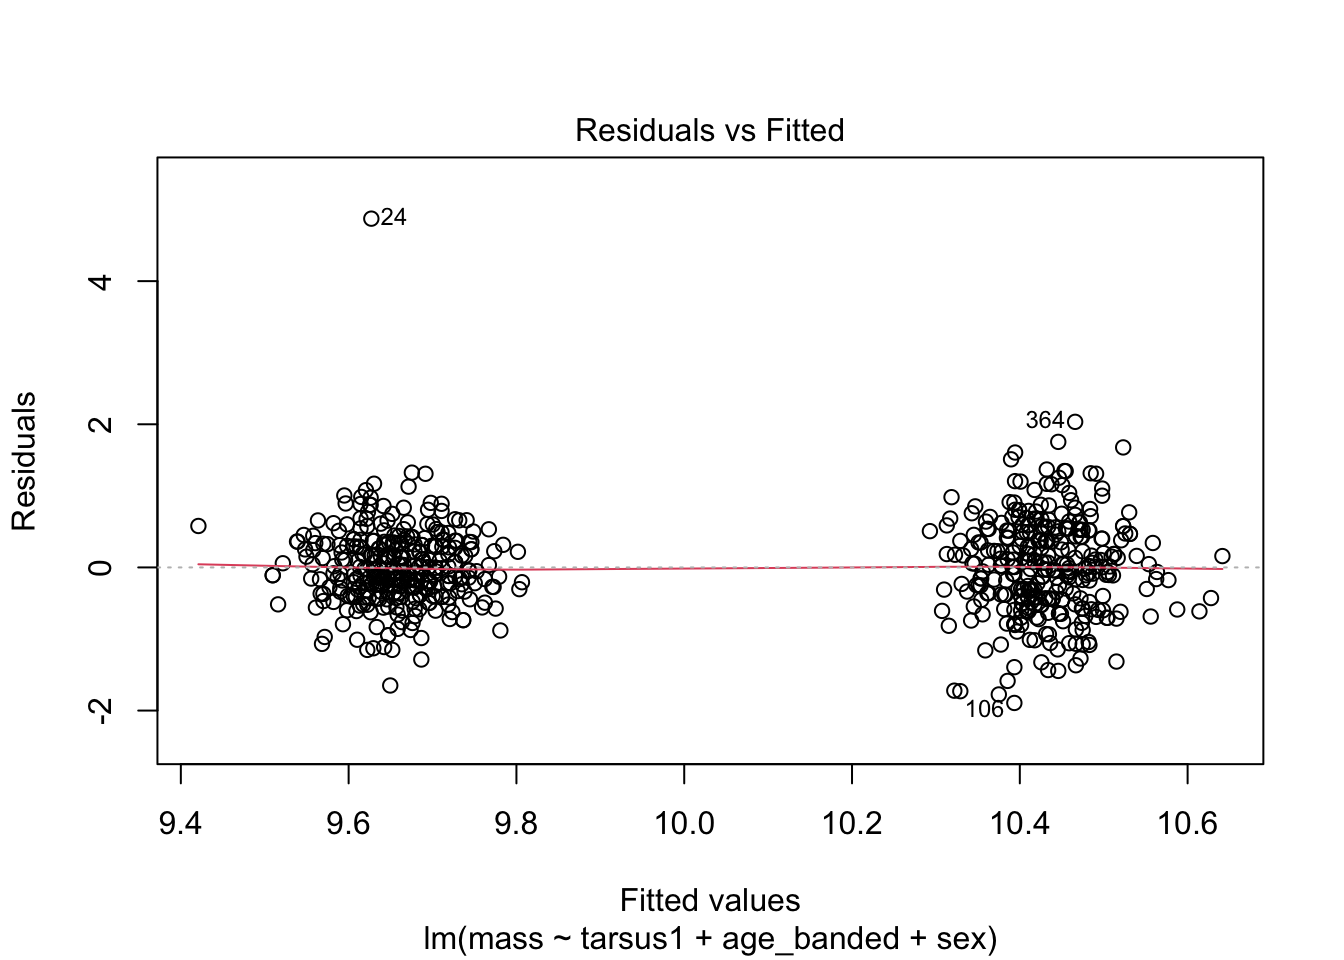 Residuals vs Fitted
24
4
364
2
Residuals
0
106
-2
9.4 9.6 9.8 10.0 10.2 10.4 10.6
Fitted values
lm(mass ~ tarsus1 + age_banded + sex)